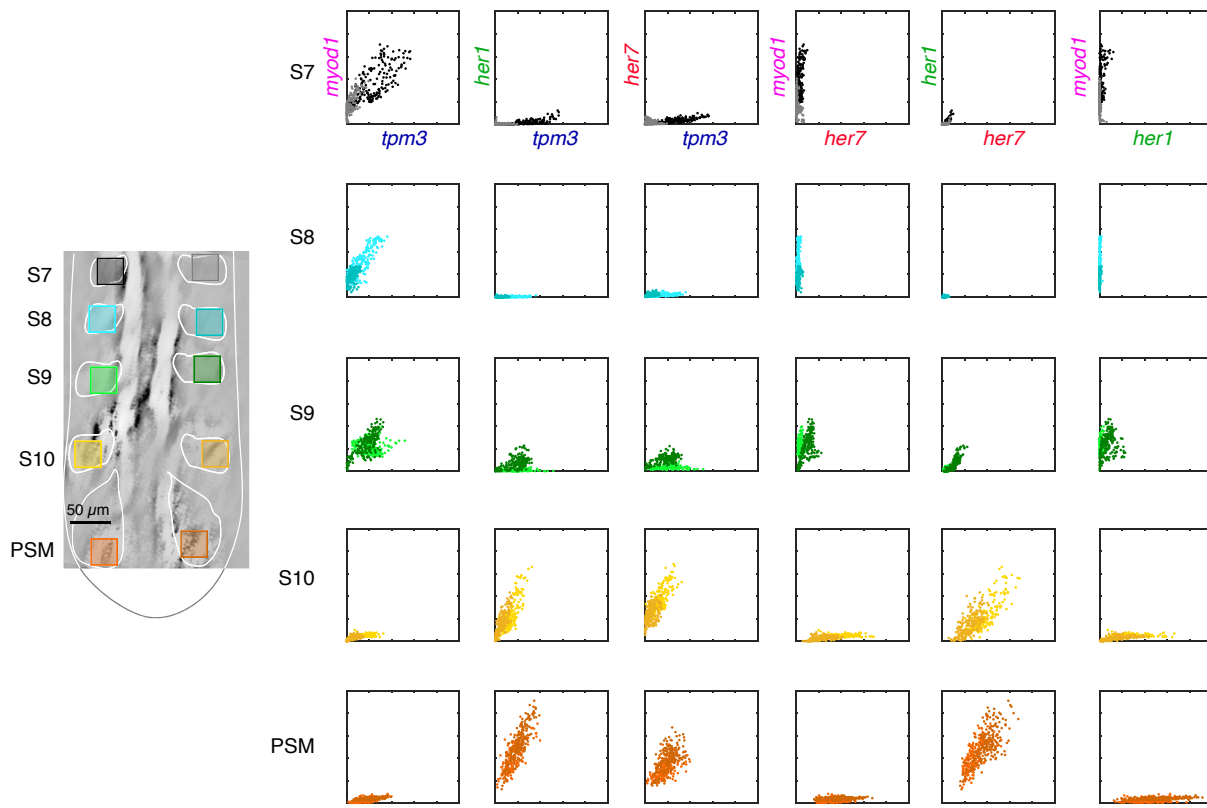 S7
myod1
tpm3
her1
tpm3
her7
tpm3
myod1
her7
her1
her7
myod1
her1
S8
S9
S10
PSM
S7
S8
S9
S10
PSM
50 µm